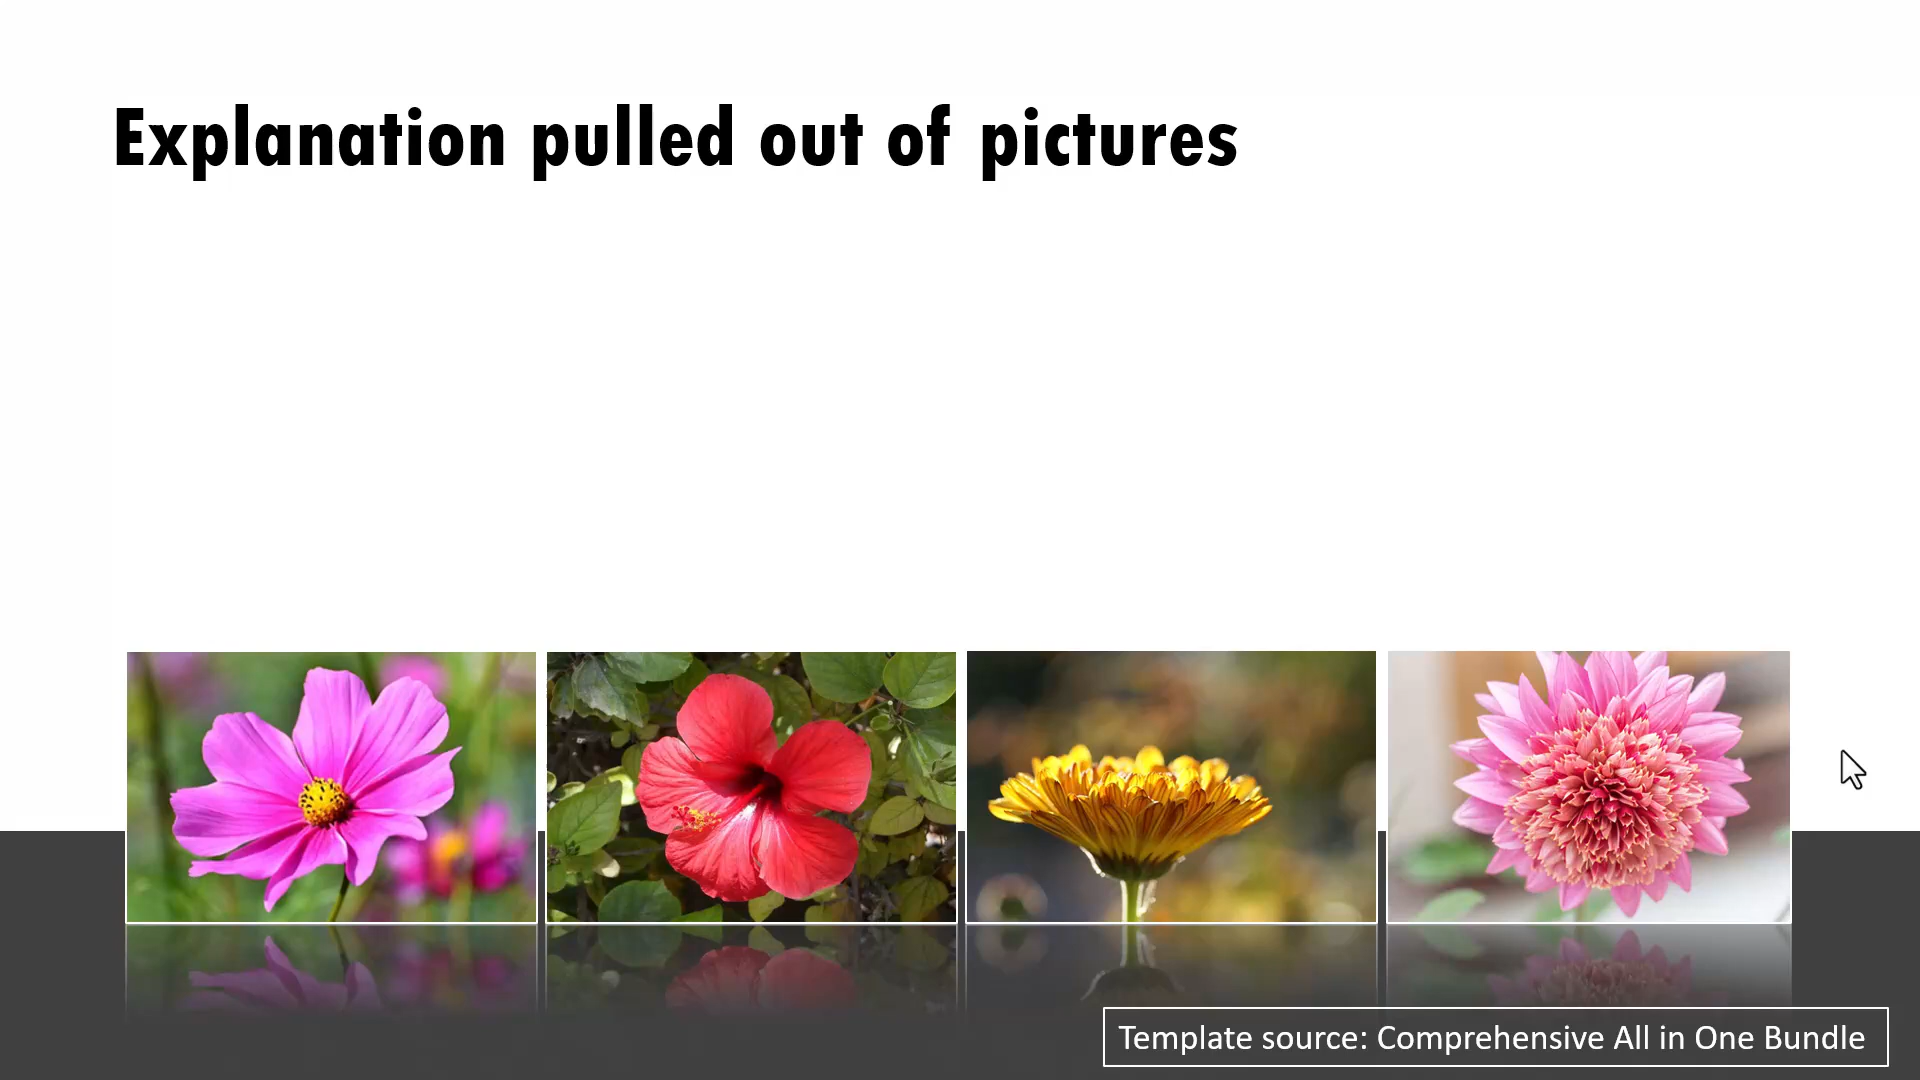 Explanation pulled out of pictures
Template source: Comprehensive All in One Bundle